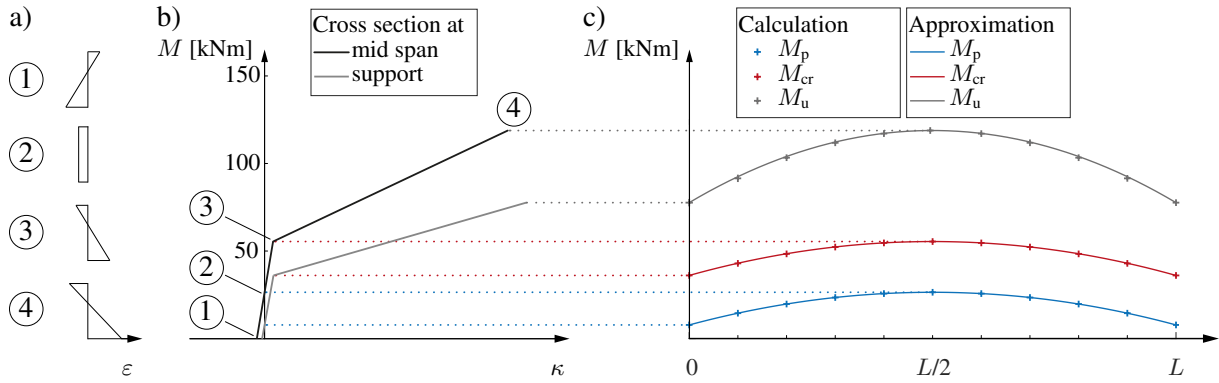 a)
1
2
3
4
ε
b)
M [kNm]
150
100
50
Cross section at
mid span
support
4
3
2
1
κ
c)
M [kNm]
Calculation
Mp
Mcr
Mu
Approximation
Mp
Mcr
Mu
0
L/2
L